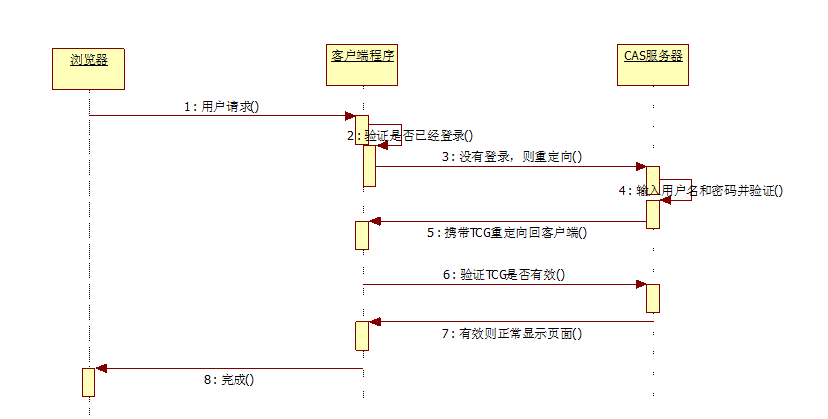 浏览器
客户端程序
CAS服务器
1 : 用户请求()
2 : 验证是否已经登录()
3 : 没有登录，则重定向()
4 : 输入用户名和密码并验证()
5 : 携带TCG重定向回客户端()
6 : 验证TCG是否有效()
7 : 有效则正常显示页面()
8 : 完成()